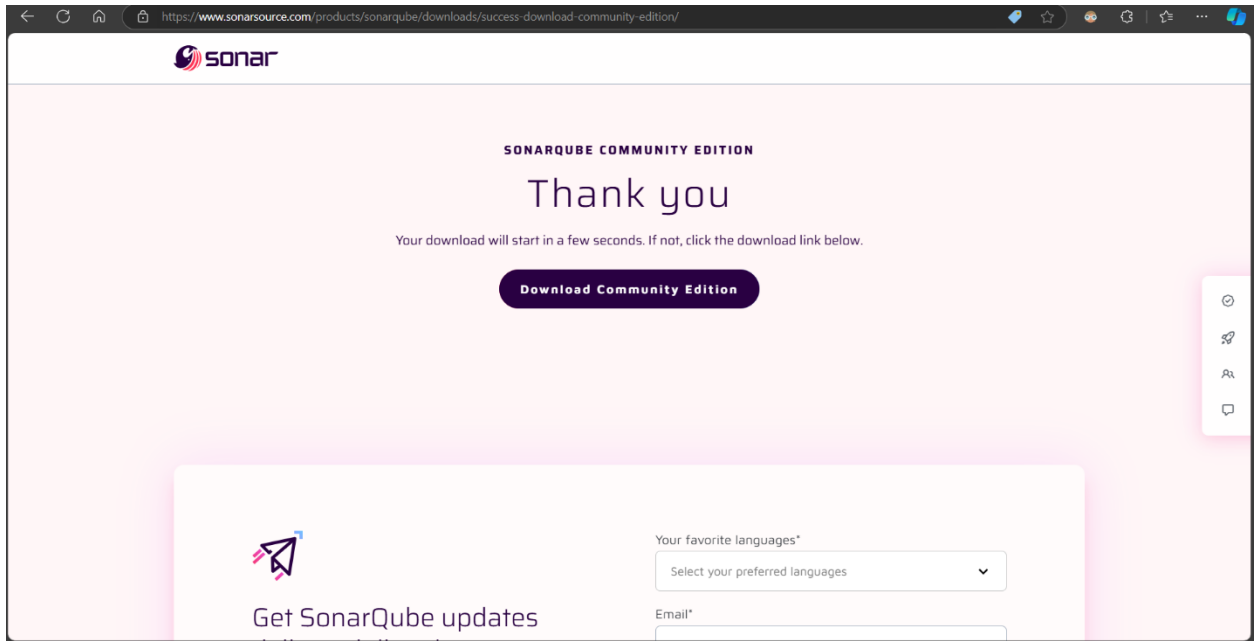 https://www.sonarsource.com/products/sonarqube/downloads/success-download-community-edition/
sonar
SONARQUBE COMMUNITY EDITION
Thank you
Your download will start in a few seconds. If not, click the download link below.
Download Community Edition
Your favorite languages*
Select your preferred languages
Get SonarQube updates
Email*